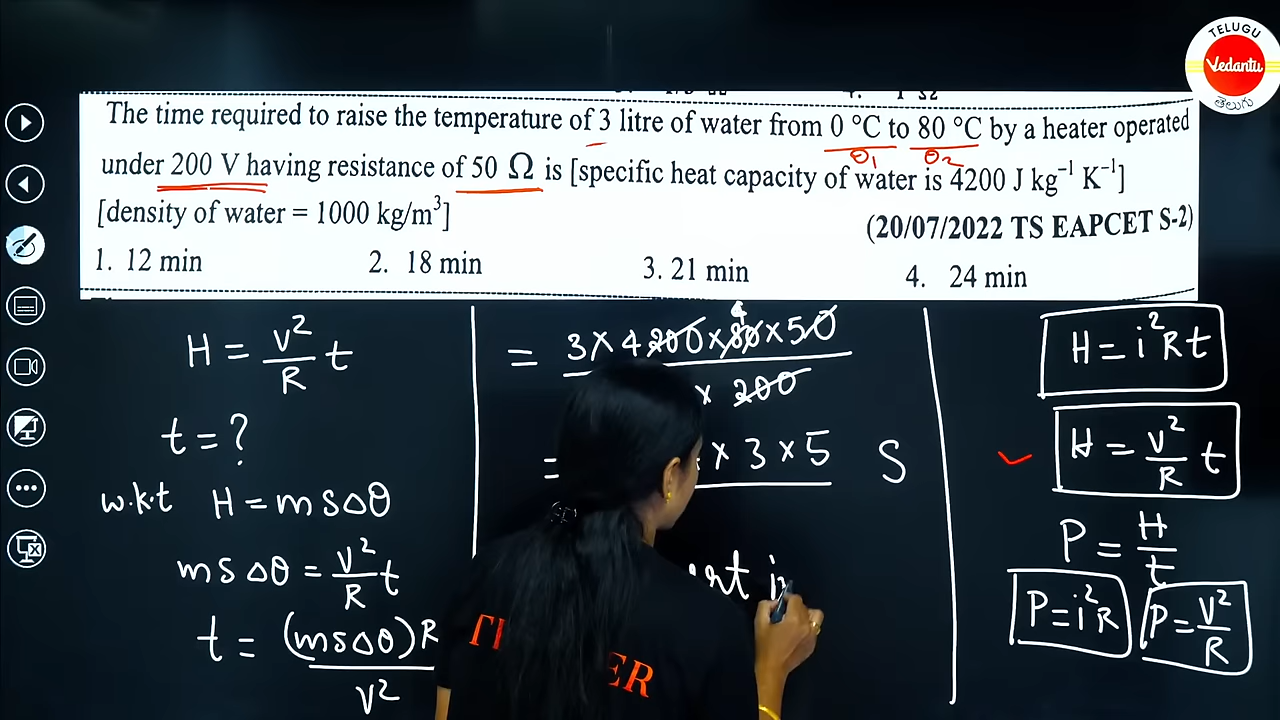 TELUGU
Vedantu
తెలుగు
The time required to raise the temperature of 3 litre of water from 0 °C to 80 °C by a heater operated
θ₁ θ₂
under 200 V having resistance of 50 Ω is [specific heat capacity of water is 4200 J kg⁻¹ K⁻¹]
[density of water = 1000 kg/m³]
(20/07/2022 TS EAPCET S-2)
1. 12 min 2. 18 min 3. 21 min 4. 24 min
H = V²/R t
t = ?
w.k.t H = msΔθ
msΔθ = V²/R t
t = (msΔθ)R / V²
= 3 × 4200 × 80 × 50
× 200
= × 3 × 5 S
H = i²Rt
H = V²/R t
P = H/t
P = i²R P = V²/R